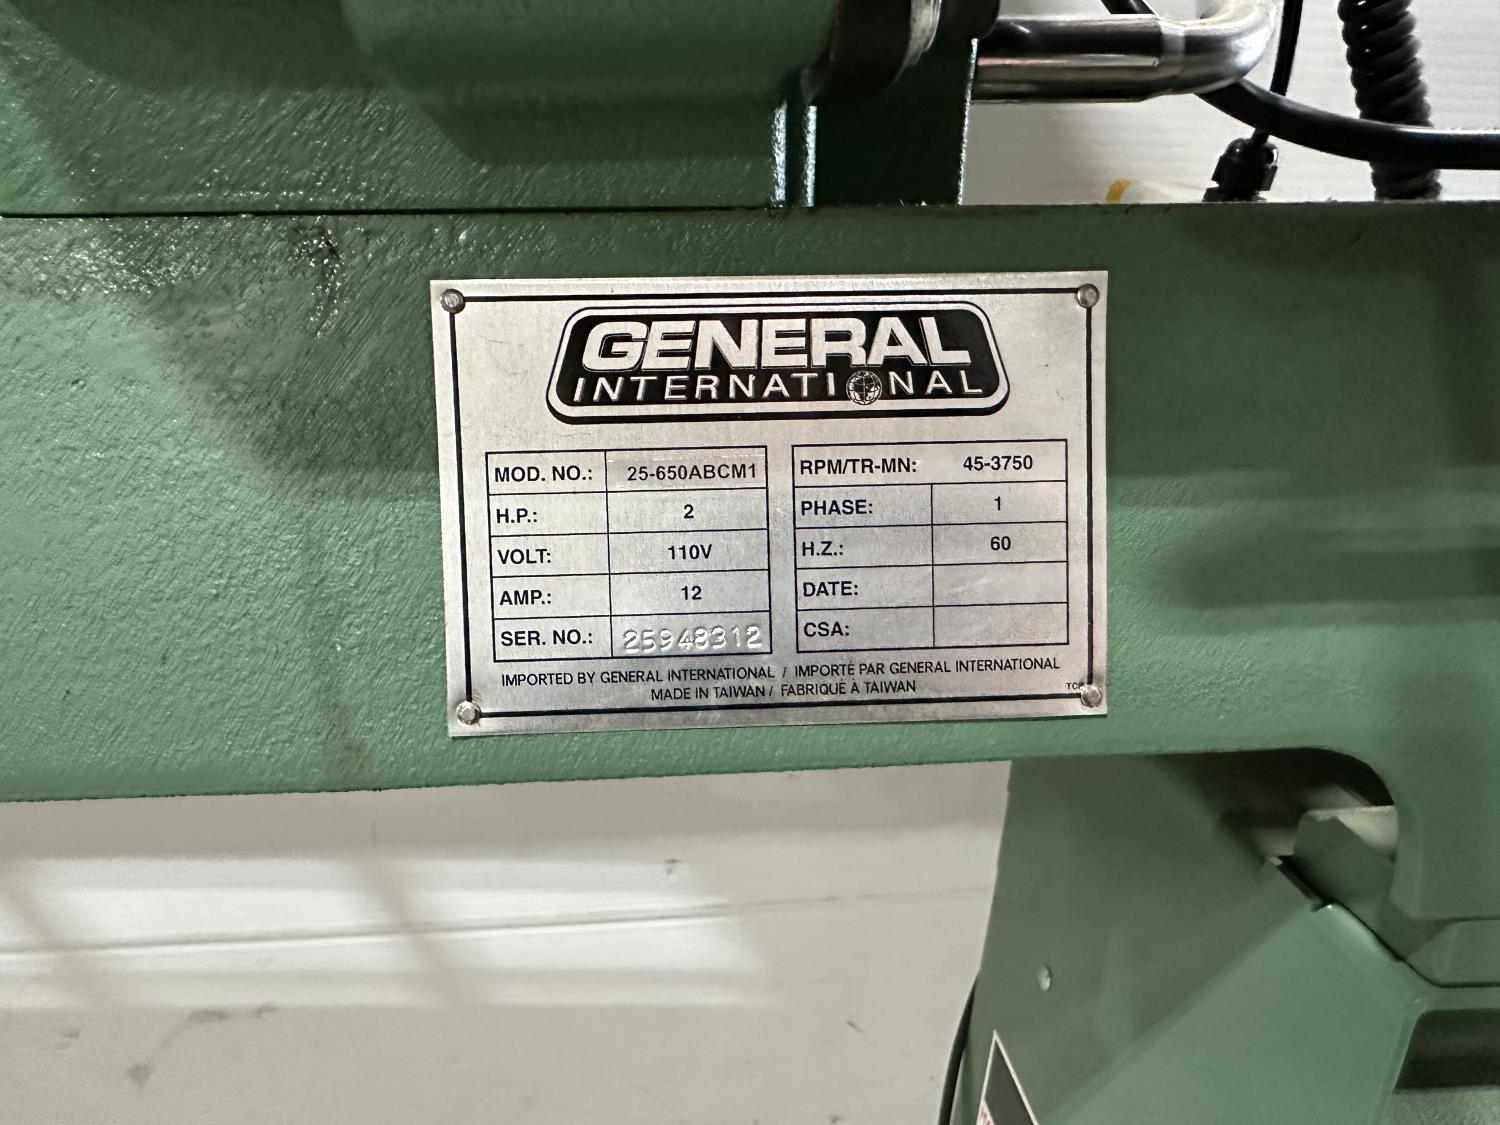 GENERAL
INTERNATIONAL
MOD. NO.: 25-650ABCM1
H.P.: 2
VOLT: 110V
AMP.: 12
SER. NO.: 25948312
RPM/TR-MN: 45-3750
PHASE: 1
H.Z.: 60
DATE:
CSA:
IMPORTED BY GENERAL INTERNATIONAL / IMPORTÉ PAR GENERAL INTERNATIONAL
MADE IN TAIWAN / FABRIQUÉ À TAIWAN